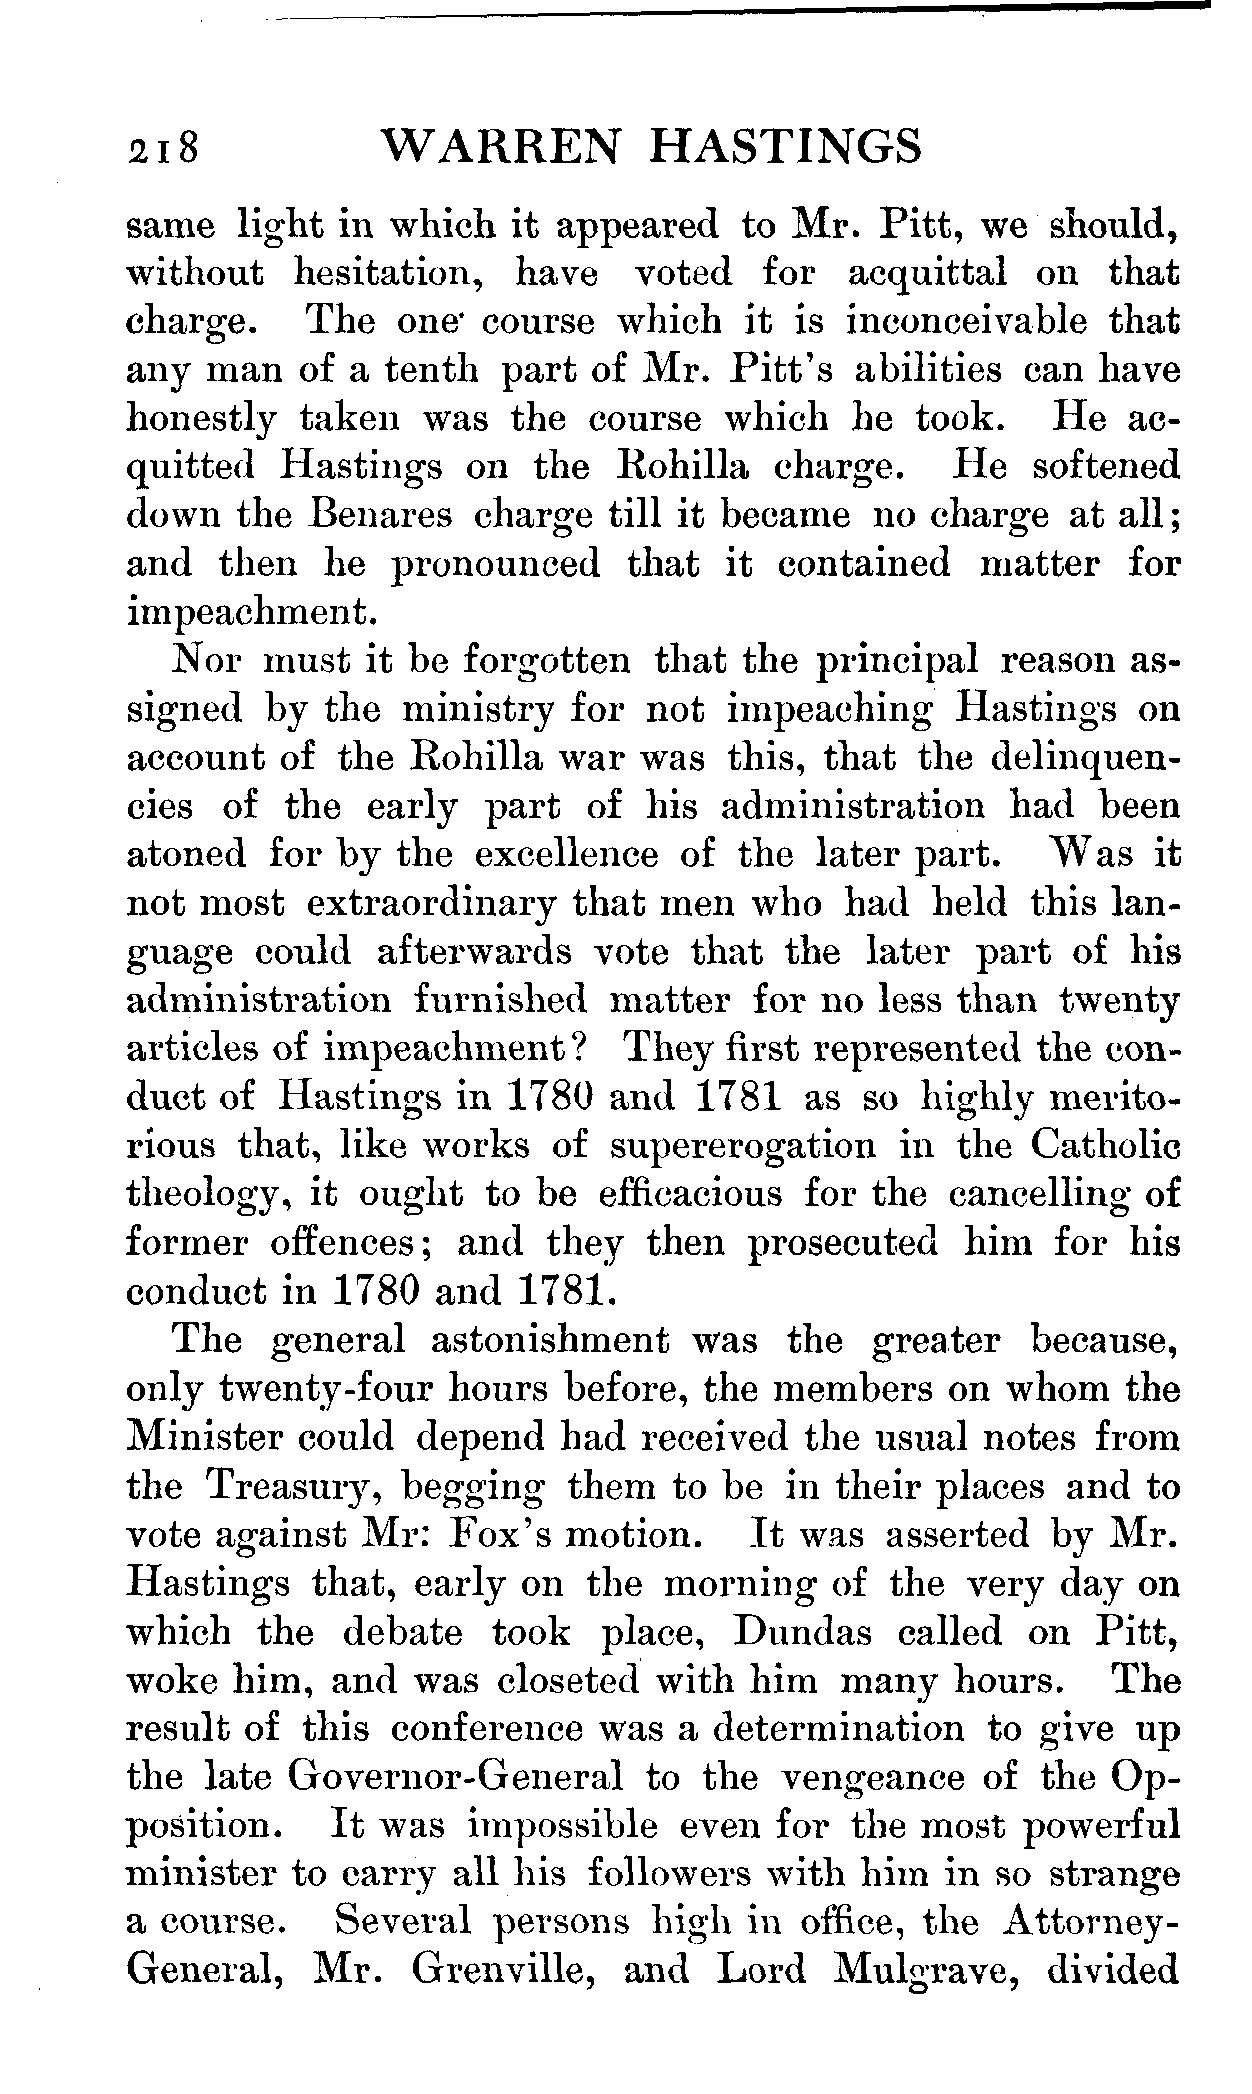 218 WARREN HASTINGS
same light in which it appeared to Mr. Pitt, we should,
without hesitation, have voted for acquittal on that
charge. The one course which it is inconceivable that
any man of a tenth part of Mr. Pitt's abilities can have
honestly taken was the course which he took. He ac-
quitted Hastings on the Rohilla charge. He softened
down the Benares charge till it became no charge at all;
and then he pronounced that it contained matter for
impeachment.
Nor must it be forgotten that the principal reason as-
signed by the ministry for not impeaching Hastings on
account of the Rohilla war was this, that the delinquen-
cies of the early part of his administration had been
atoned for by the excellence of the later part. Was it
not most extraordinary that men who had held this lan-
guage could afterwards vote that the later part of his
administration furnished matter for no less than twenty
articles of impeachment? They first represented the con-
duct of Hastings in 1780 and 1781 as so highly merito-
rious that, like works of supererogation in the Catholic
theology, it ought to be efficacious for the cancelling of
former offences; and they then prosecuted him for his
conduct in 1780 and 1781.
The general astonishment was the greater because,
only twenty-four hours before, the members on whom the
Minister could depend had received the usual notes from
the Treasury, begging them to be in their places and to
vote against Mr: Fox's motion. It was asserted by Mr.
Hastings that, early on the morning of the very day on
which the debate took place, Dundas called on Pitt,
woke him, and was closeted with him many hours. The
result of this conference was a determination to give up
the late Governor-General to the vengeance of the Op-
position. It was impossible even for the most powerful
minister to carry all his followers with him in so strange
a course. Several persons high in office, the Attorney-
General, Mr. Grenville, and Lord Mulgrave, divided